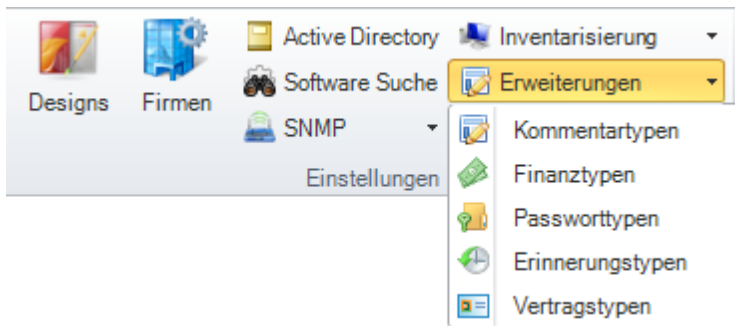 Designs
Firmen
Active Directory
Software Suche
SNMP
Einstellungen
Inventarisierung
Erweiterungen
Kommentartypen
Finanztypen
Passworttypen
Erinnerungstypen
Vertragstypen